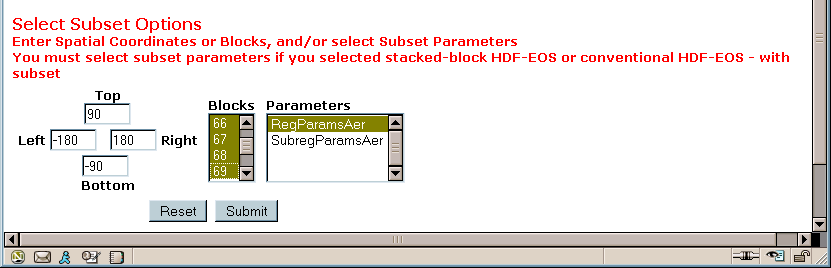 Select Subset Options
Enter Spatial Coordinates or Blocks, and/or select Subset Parameters
You must select subset parameters if you selected stacked-block HDF-EOS or conventional HDF-EOS - with
subset
Top
90
Left -180 180 Right
-90
Bottom
Blocks
66
67
68
69
Parameters
RegParamsAer
SubregParamsAer
Reset Submit